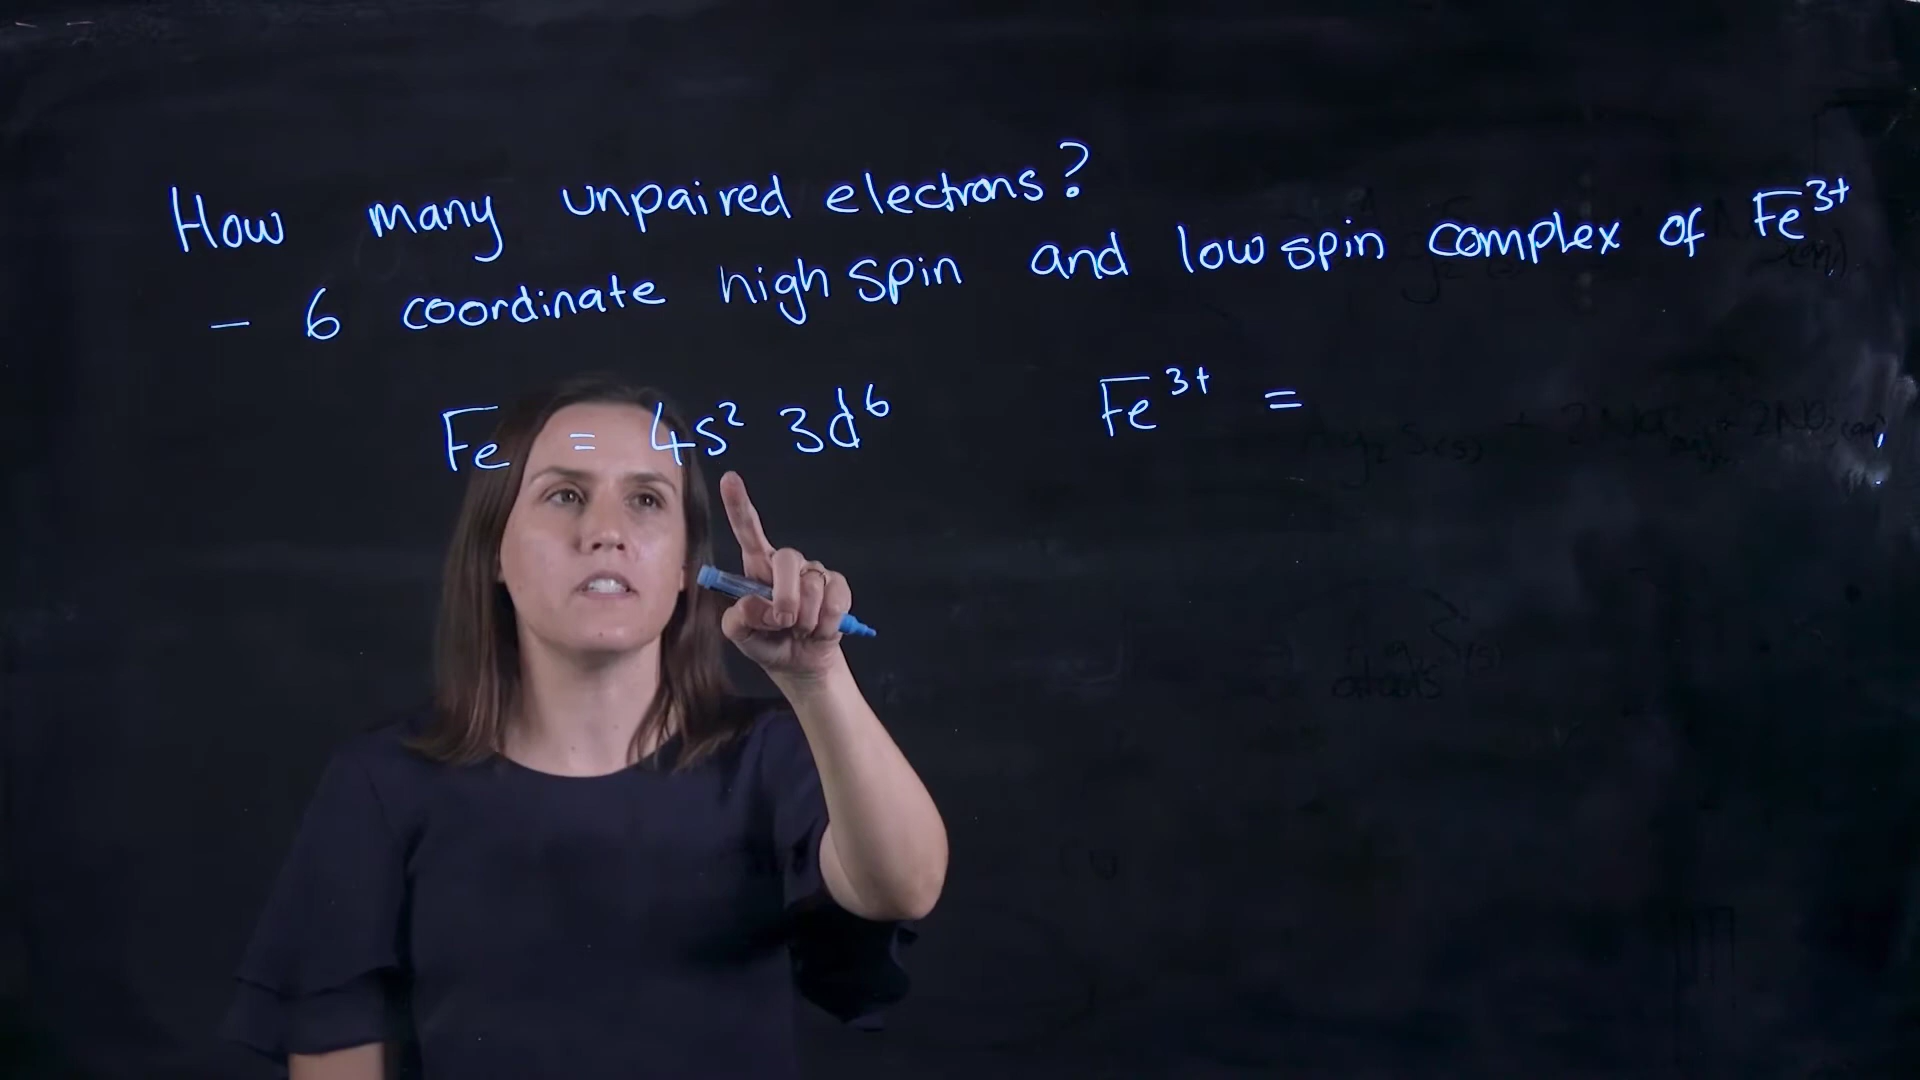 How many unpaired electrons?
- 6 coordinate high spin and low spin complex of Fe³⁺
Fe = 4s² 3d⁶
Fe³⁺ =